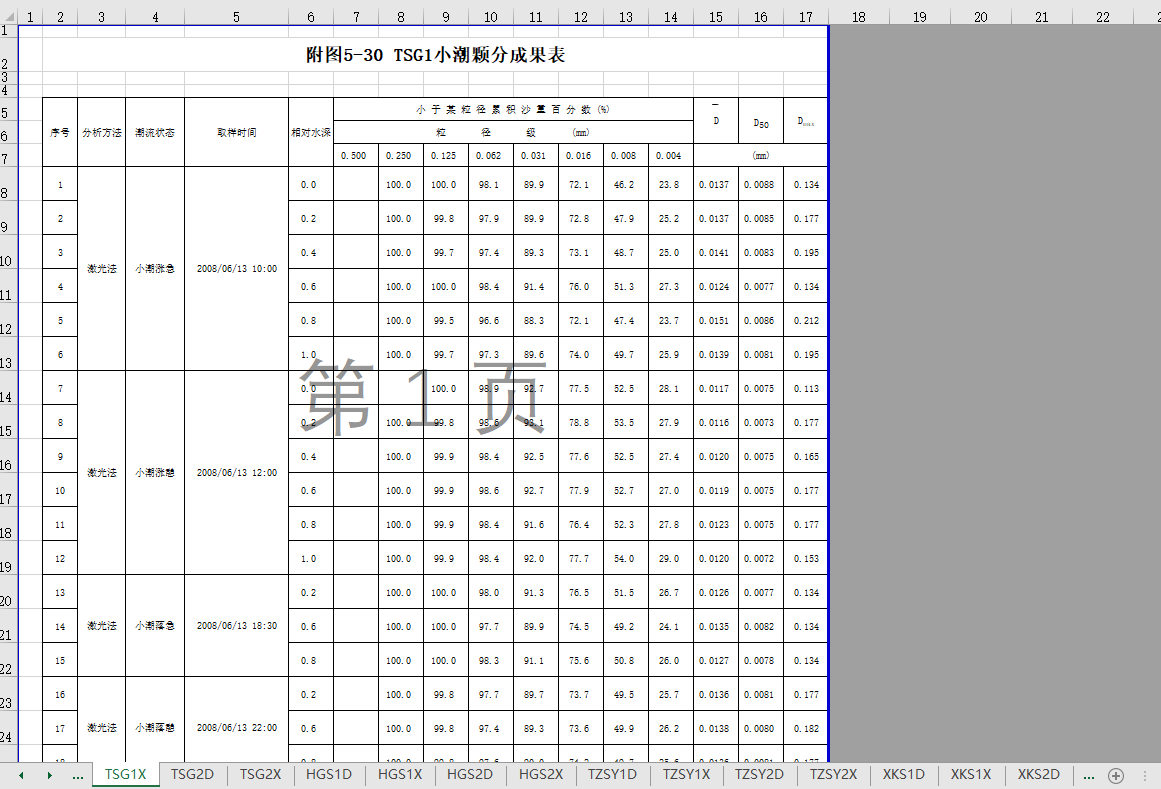 1 2 3 4 5 6 7 8 9 10 11 12 13 14 15 16 17 18 19 20 21 22
1
2 附图5-30 TSG1小潮颗分成果表
3
4
5 小 于 某 粒 径 累 积 沙 重 百 分 数 (%)
序号 分析方法 潮流状态 取样时间 相对水深 D D50
6 粒 径 级 (mm)
7 0.500 0.250 0.125 0.062 0.031 0.016 0.008 0.004 (mm)
8 1 0.0 100.0 100.0 98.1 89.9 72.1 46.2 23.8 0.0137 0.0088 0.134
9 2 0.2 100.0 99.8 97.9 89.9 72.8 47.9 25.2 0.0137 0.0085 0.177
10 3 0.4 100.0 99.7 97.4 89.3 73.1 48.7 25.0 0.0141 0.0083 0.195
激光法 小潮涨急 2008/06/13 10:00
11 4 0.6 100.0 100.0 98.4 91.4 76.0 51.3 27.3 0.0124 0.0077 0.134
12 5 0.8 100.0 99.5 96.6 88.3 72.1 47.4 23.7 0.0151 0.0086 0.212
13 6 1.0 100.0 99.7 97.3 89.6 74.0 49.7 25.9 0.0139 0.0081 0.195
第 1 页
14 7 0.0 100.0 98.9 92.7 77.5 52.5 28.1 0.0117 0.0075 0.113
15 8 0.2 100.0 99.8 98.6 93.1 78.8 53.5 27.9 0.0116 0.0073 0.177
16 9 0.4 100.0 99.9 98.4 92.5 77.6 52.5 27.4 0.0120 0.0075 0.165
激光法 小潮涨憩 2008/06/13 12:00
17 10 0.6 100.0 99.9 98.6 92.7 77.9 52.7 27.0 0.0119 0.0075 0.177
18 11 0.8 100.0 99.9 98.4 91.6 76.4 52.3 27.8 0.0123 0.0075 0.177
19 12 1.0 100.0 99.9 98.4 92.0 77.7 54.0 29.0 0.0120 0.0072 0.153
20 13 0.2 100.0 100.0 98.0 91.3 76.5 51.5 26.7 0.0126 0.0077 0.134
21 14 激光法 小潮落急 2008/06/13 18:30 0.6 100.0 100.0 97.7 89.9 74.5 49.2 24.1 0.0135 0.0082 0.134
22 15 0.8 100.0 100.0 98.3 91.1 75.6 50.8 26.0 0.0127 0.0078 0.134
23 16 0.2 100.0 99.8 97.7 89.7 73.7 49.5 25.7 0.0136 0.0081 0.177
24 17 激光法 小潮落憩 2008/06/13 22:00 0.6 100.0 99.8 97.4 89.3 73.6 49.9 26.2 0.0138 0.0080 0.182
... TSG1X TSG2D TSG2X HGS1D HGS1X HGS2D HGS2X TZSY1D TZSY1X TZSY2D TZSY2X XKS1D XKS1X XKS2D ...